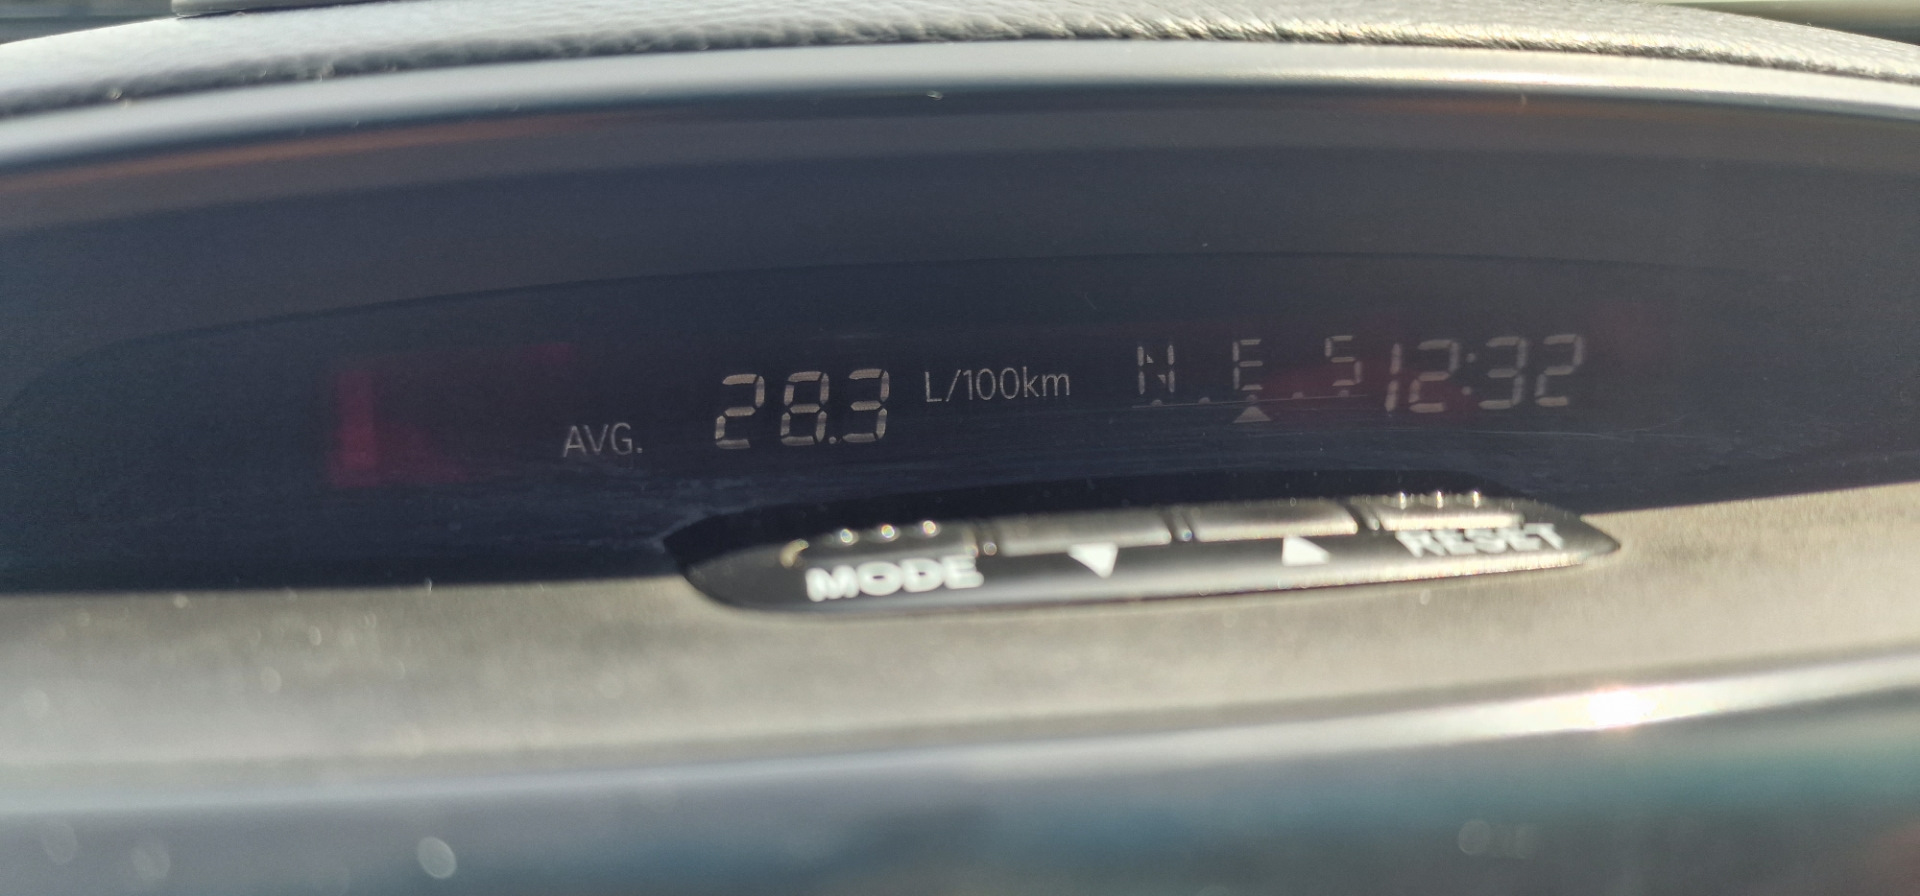 AVG. 28.3 L/100km N E S 12:32
MODE ▼ ▲ RESET